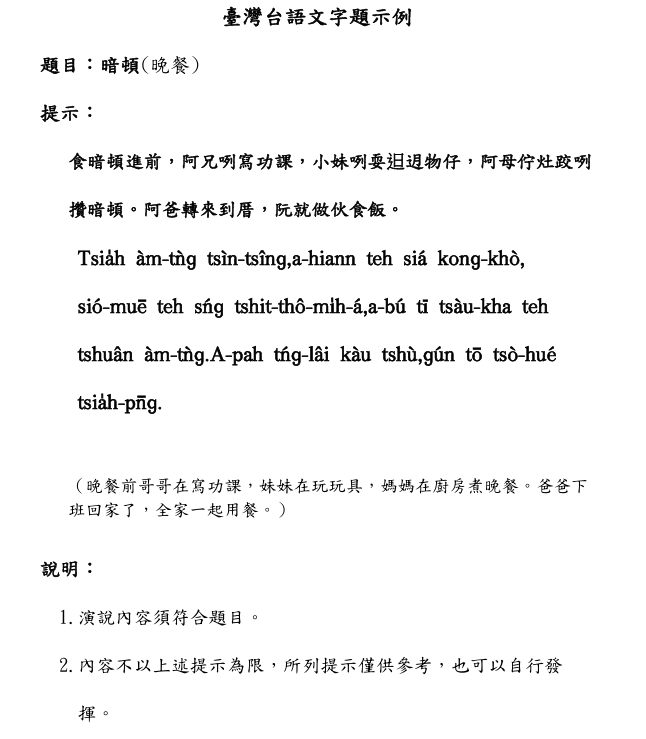 臺灣台語文字題示例
題目：暗頓(晚餐)
提示：
食暗頓進前，阿兄咧寫功課，小妹咧耍𨑨迌物仔，阿母佇灶跤咧
攢暗頓。阿爸轉來到厝，阮就做伙食飯。
Tsia̍h àm-tǹg tsìn-tsîng,a-hiann teh siá kong-khò,
sió-muē teh sńg tshit-thô-mi̍h-á,a-bú tī tsàu-kha teh
tshuân àm-tǹg.A-pah tńg-lâi kàu tshù,gún tō tsò-hué
tsia̍h-pn̄g.
（晚餐前哥哥在寫功課，妹妹在玩玩具，媽媽在廚房煮晚餐。爸爸下
班回家了，全家一起用餐。）
說明：
1.演說內容須符合題目。
2.內容不以上述提示為限，所列提示僅供參考，也可以自行發
揮。